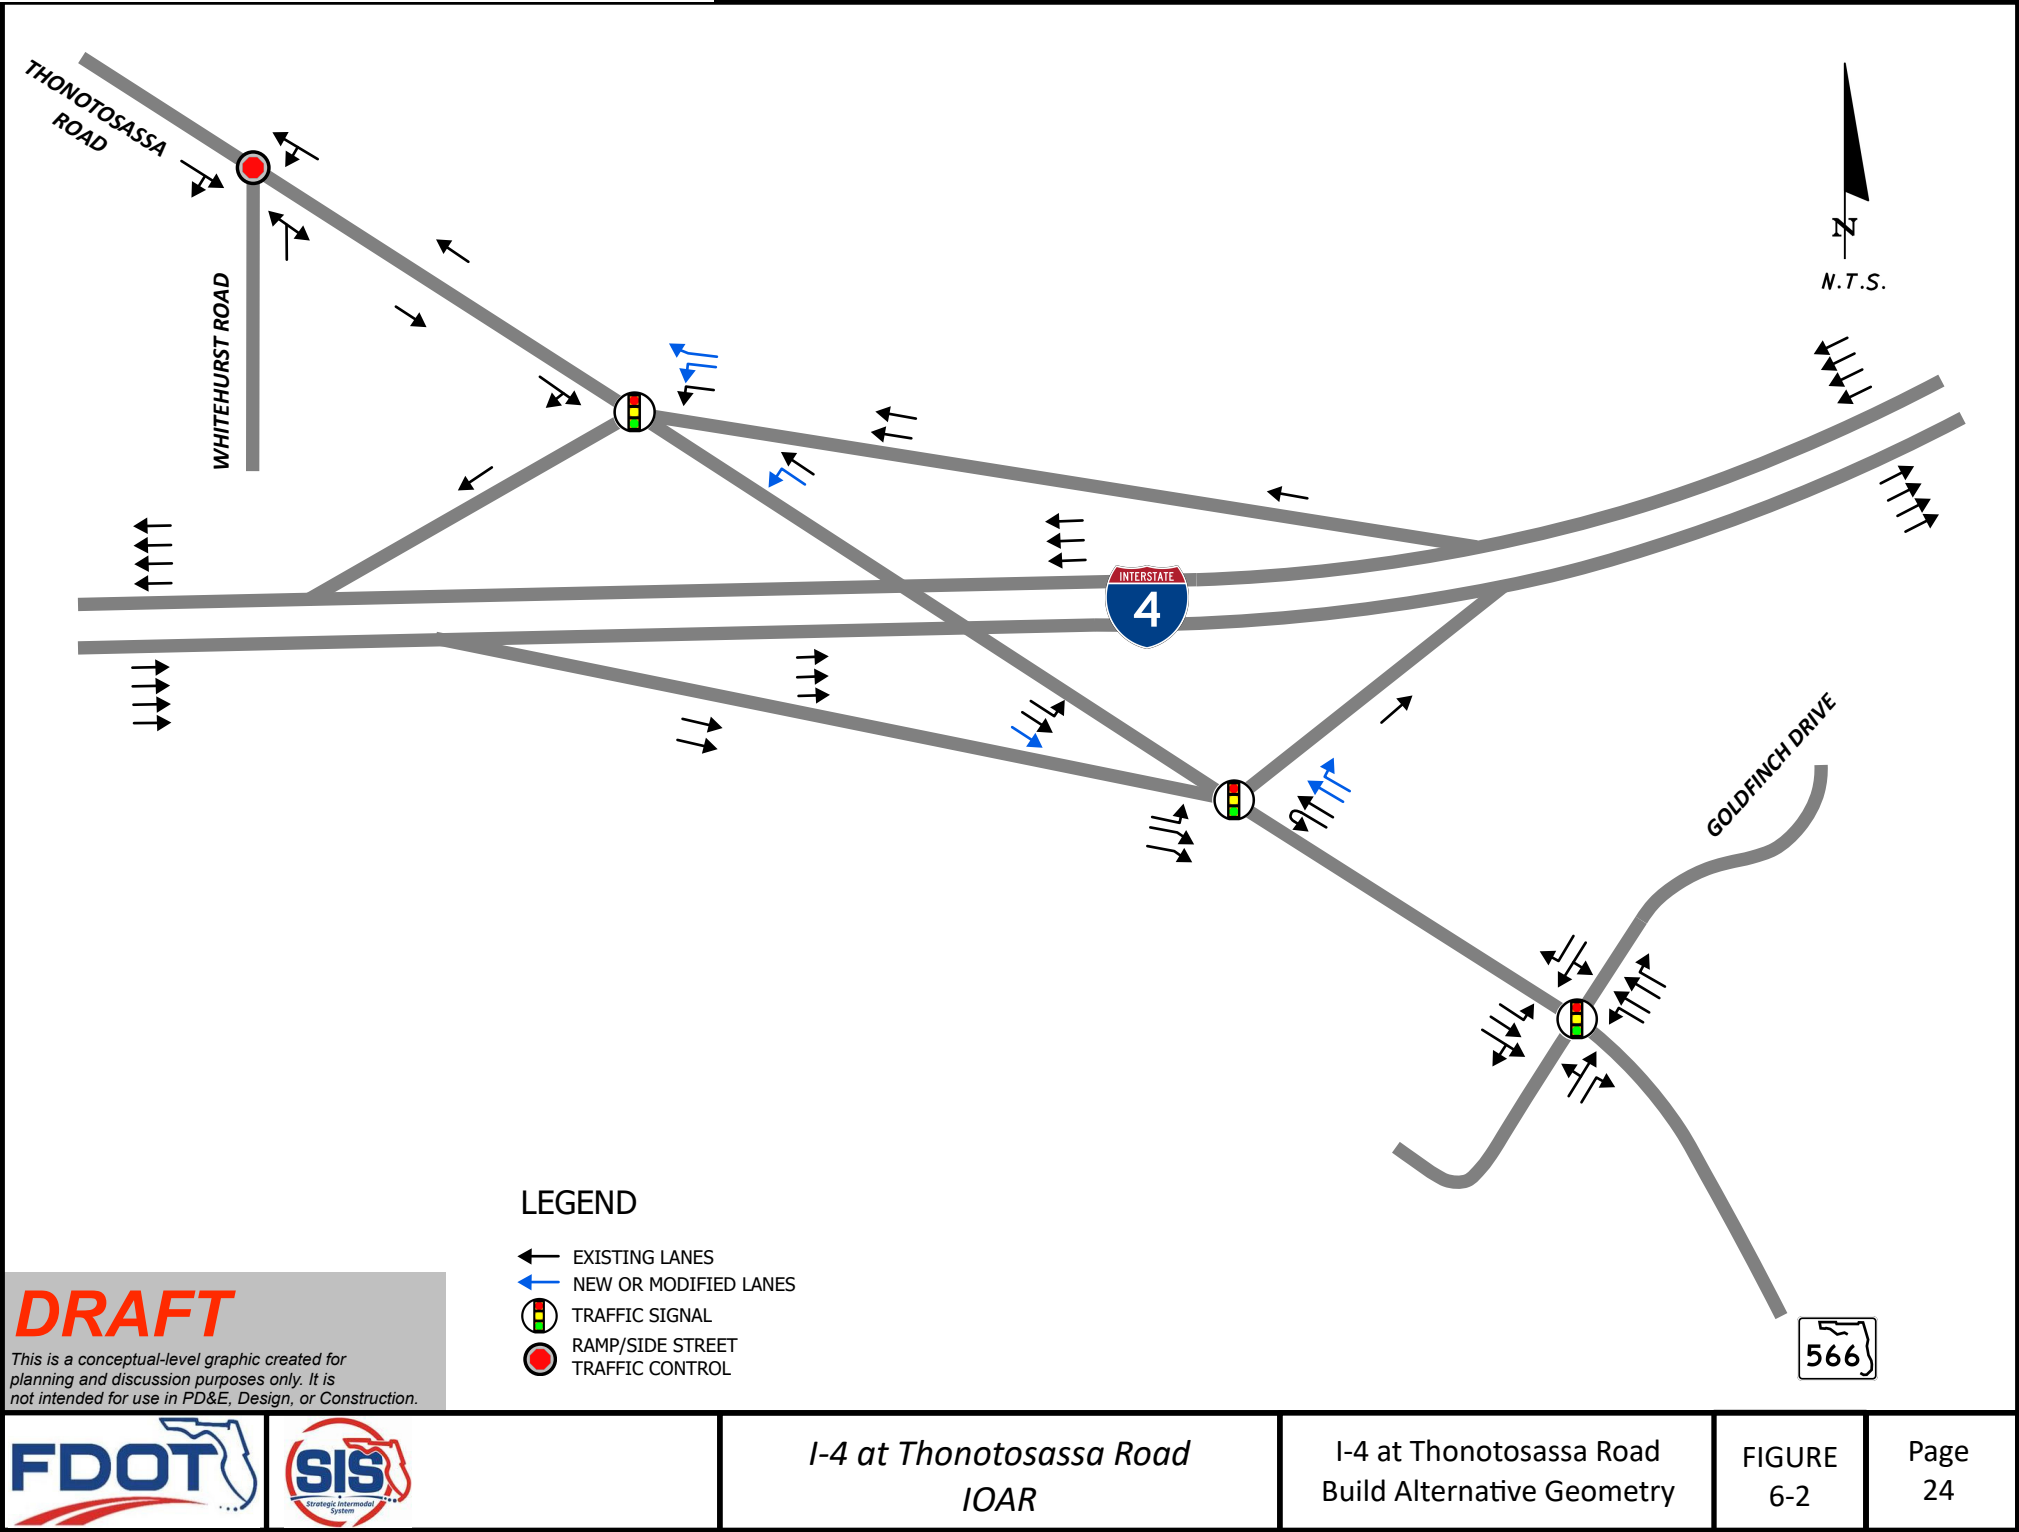 THONOTOSASSA
ROAD
N
N.T.S.
WHITEHURST ROAD
INTERSTATE
4
GOLDFINCH DRIVE
LEGEND
EXISTING LANES
NEW OR MODIFIED LANES
TRAFFIC SIGNAL
RAMP/SIDE STREET
TRAFFIC CONTROL
566
DRAFT
This is a conceptual-level graphic created for
planning and discussion purposes only. It is
not intended for use in PD&E, Design, or Construction.
FDOT
SIS
Strategic Intermodal
System
I-4 at Thonotosassa Road
IOAR
I-4 at Thonotosassa Road
Build Alternative Geometry
FIGURE
6-2
Page
24